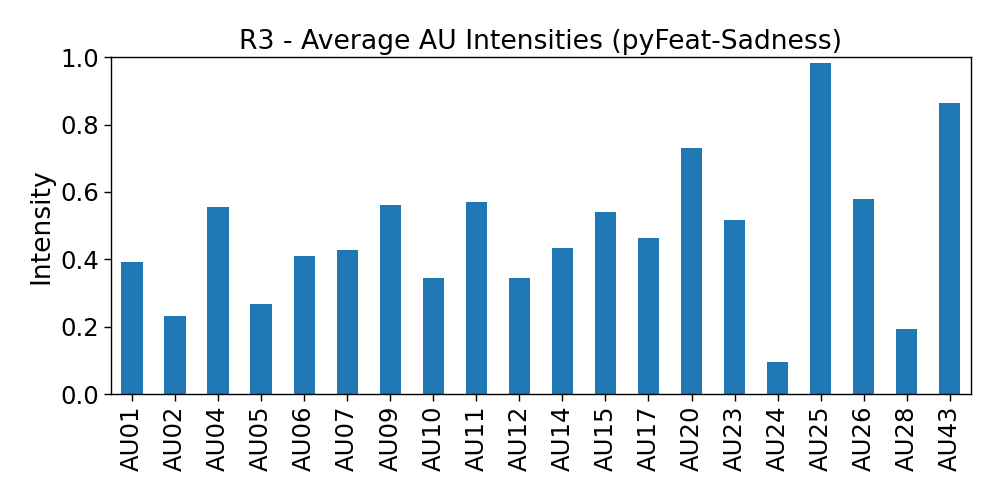 R3 - Average AU Intensities (pyFeat-Sadness)
Intensity
1.0
0.8
0.6
0.4
0.2
0.0
AU01
AU02
AU04
AU05
AU06
AU07
AU09
AU10
AU11
AU12
AU14
AU15
AU17
AU20
AU23
AU24
AU25
AU26
AU28
AU43